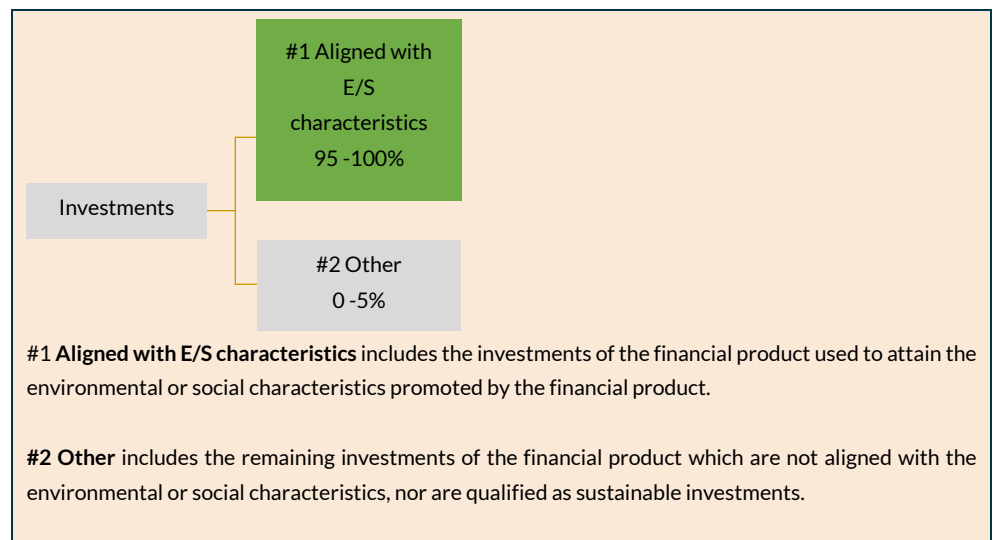 #1 Aligned with
E/S
characteristics
95 -100%
Investments
#2 Other
0 -5%
#1 Aligned with E/S characteristics includes the investments of the financial product used to attain the
environmental or social characteristics promoted by the financial product.
#2 Other includes the remaining investments of the financial product which are not aligned with the
environmental or social characteristics, nor are qualified as sustainable investments.